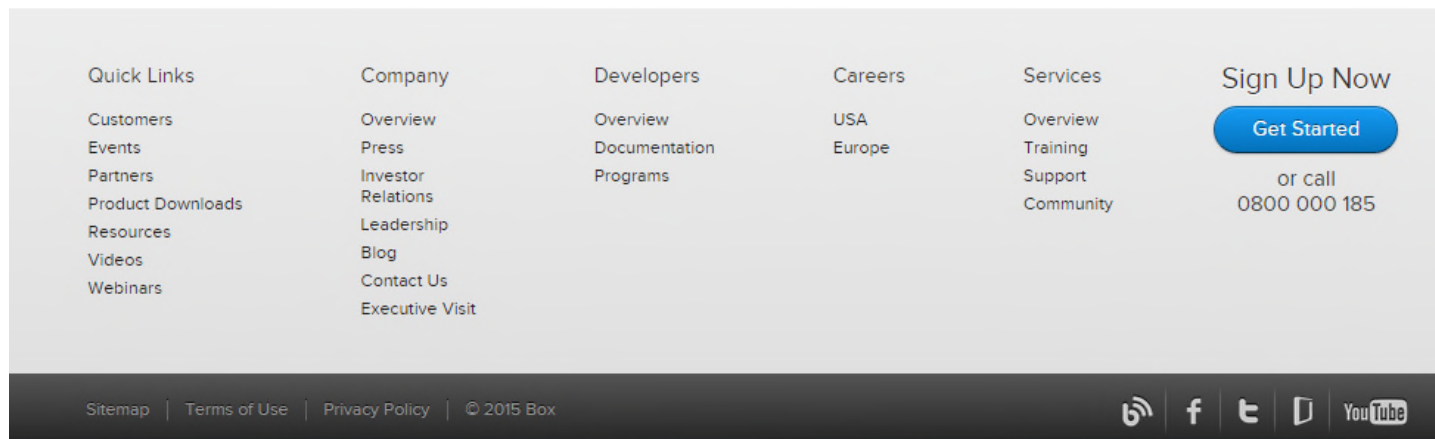 Quick Links
Customers
Events
Partners
Product Downloads
Resources
Videos
Webinars
Company
Overview
Press
Investor
Relations
Leadership
Blog
Contact Us
Executive Visit
Developers
Overview
Documentation
Programs
Careers
USA
Europe
Services
Overview
Training
Support
Community
Sign Up Now
Get Started
or call
0800 000 185
Sitemap | Terms of Use | Privacy Policy | © 2015 Box
YouTube